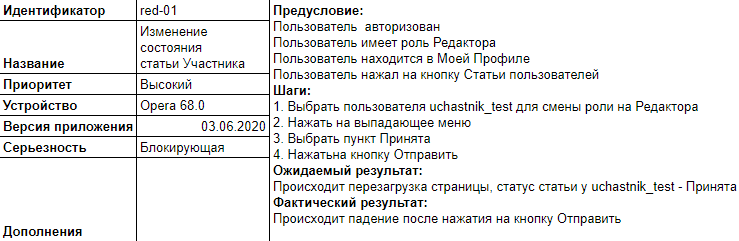 Идентификатор red-01
Название Изменение
состояния
статьи Участника
Приоритет Высокий
Устройство Opera 68.0
Версия приложения 03.06.2020
Серьезность Блокирующая
Дополнения
Предусловие:
Пользователь  авторизован
Пользователь имеет роль Редактора
Пользователь находится в Моей Профиле
Пользователь нажал на кнопку Статьи пользователей
Шаги:
1. Выбрать пользователя uchastnik_test для смены роли на Редактора
2. Нажать на выпадающее меню
3. Выбрать пункт Принята
4. Нажатьна кнопку Отправить
Ожидаемый результат:
Происходит перезагрузка страницы, статус статьи у uchastnik_test - Принята
Фактический результат:
Происходит падение после нажатия на кнопку Отправить